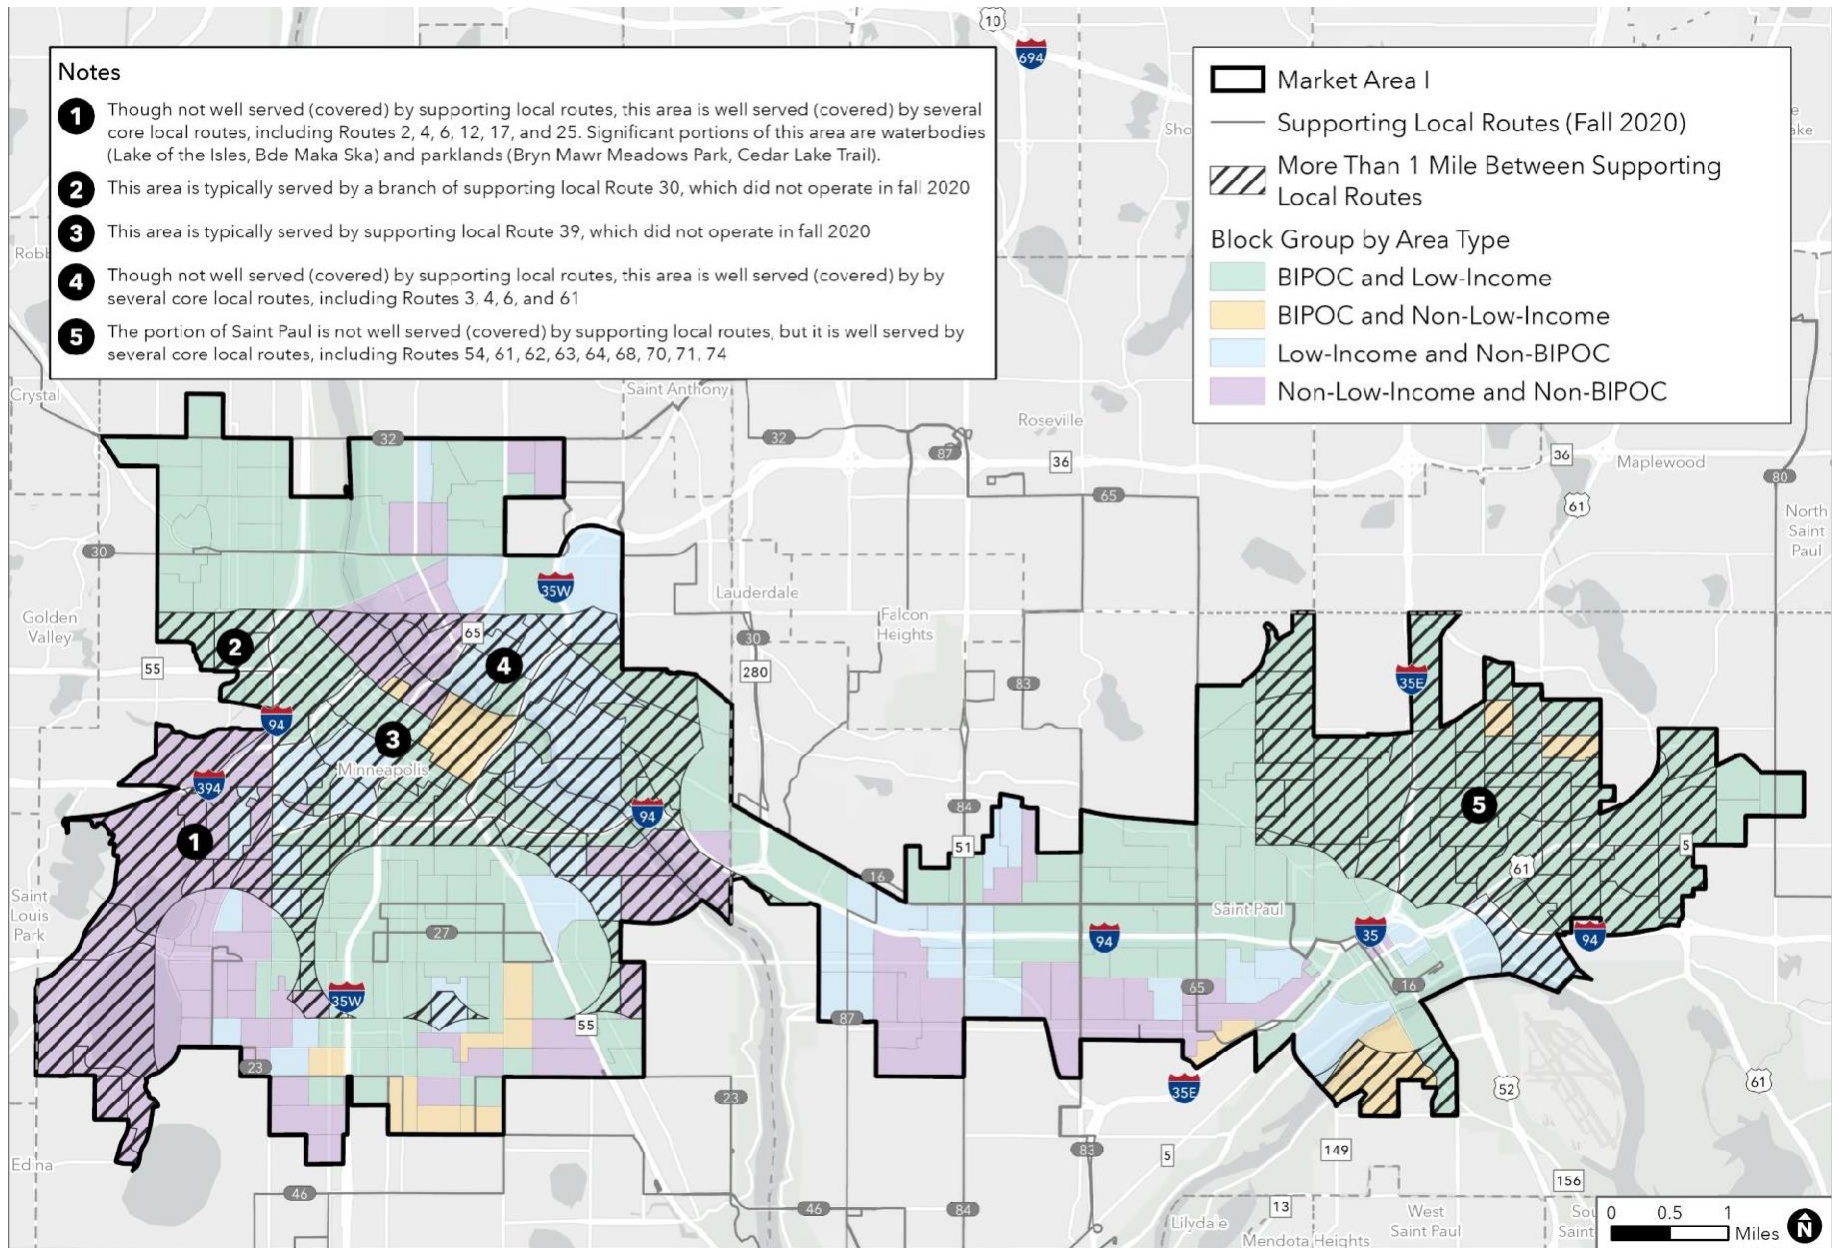 10
694
Notes
1
Though not well served (covered) by supporting local routes, this area is well served (covered) by several
core local routes, including Routes 2, 4, 6, 12, 17, and 25. Significant portions of this area are waterbodies
(Lake of the Isles, Bde Maka Ska) and parklands (Bryn Mawr Meadows Park, Cedar Lake Trail).
2
This area is typically served by a branch of supporting local Route 30, which did not operate in fall 2020
3
This area is typically served by supporting local Route 39, which did not operate in fall 2020
4
Though not well served (covered) by supporting local routes, this area is well served (covered) by by
several core local routes, including Routes 3, 4, 6, and 61
5
The portion of Saint Paul is not well served (covered) by supporting local routes, but it is well served by
several core local routes, including Routes 54, 61, 62, 63, 64, 68, 70, 71, 74
Market Area I
Supporting Local Routes (Fall 2020)
More Than 1 Mile Between Supporting
Local Routes
Block Group by Area Type
BIPOC and Low-Income
BIPOC and Non-Low-Income
Low-Income and Non-BIPOC
Non-Low-Income and Non-BIPOC
Sho
ake
Robb
Crystal
Saint Anthony
Roseville
32
32
87
36
36
Maplewood
80
65
61
North
Saint
Paul
30
35W
Lauderdale
Golden
Valley
Falcon
Heights
65
2
4
30
55
280
83
35E
94
3
Minneapolis
394
94
84
5
1
51
5
61
16
Saint
Louis
Park
Saint Paul
27
94
35
94
35W
65
16
55
87
23
23
35E
52
61
Edina
83
5
149
156
46
46
84
13
Lilydale
Mendota Heights
West
Saint Paul
Sou
Saint
0 0.5 1
Miles
N